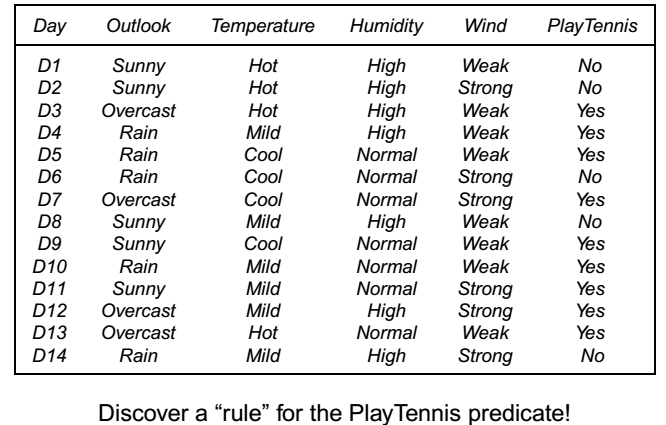 Day Outlook Temperature Humidity Wind PlayTennis
D1 Sunny Hot High Weak No
D2 Sunny Hot High Strong No
D3 Overcast Hot High Weak Yes
D4 Rain Mild High Weak Yes
D5 Rain Cool Normal Weak Yes
D6 Rain Cool Normal Strong No
D7 Overcast Cool Normal Strong Yes
D8 Sunny Mild High Weak No
D9 Sunny Cool Normal Weak Yes
D10 Rain Mild Normal Weak Yes
D11 Sunny Mild Normal Strong Yes
D12 Overcast Mild High Strong Yes
D13 Overcast Hot Normal Weak Yes
D14 Rain Mild High Strong No
Discover a “rule” for the PlayTennis predicate!